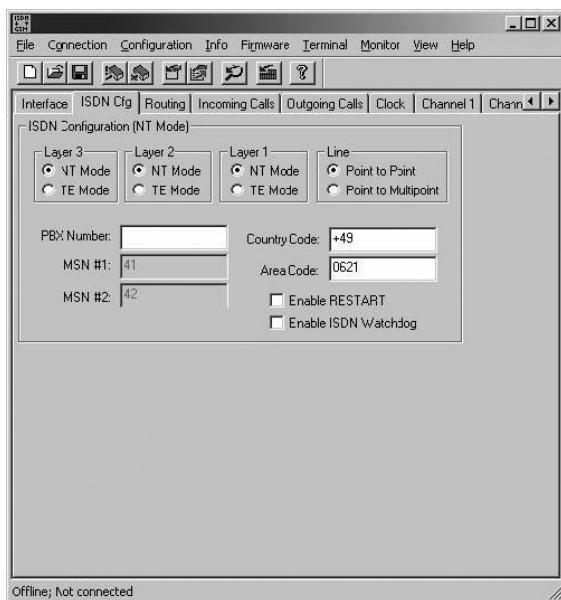 ISDN
GSM
File Connection Configuration Info Firmware Terminal Monitor View Help
Interface ISDN Cfg Routing Incoming Calls Outgoing Calls Clock Channel 1 Chann
ISDN Configuration (NT Mode)
Layer 3 Layer 2 Layer 1 Line
NT Mode NT Mode NT Mode Point to Point
TE Mode TE Mode TE Mode Point to Multipoint
PBX Number: Country Code: +49
MSN #1: 41 Area Code: 0621
MSN #2: 42 Enable RESTART
Enable ISDN Watchdog
Offline; Not connected